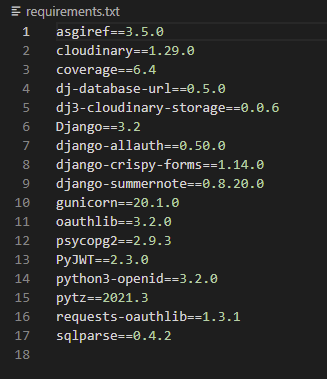 requirements.txt
1 asgiref==3.5.0
2 cloudinary==1.29.0
3 coverage==6.4
4 dj-database-url==0.5.0
5 dj3-cloudinary-storage==0.0.6
6 Django==3.2
7 django-allauth==0.50.0
8 django-crispy-forms==1.14.0
9 django-summernote==0.8.20.0
10 gunicorn==20.1.0
11 oauthlib==3.2.0
12 psycopg2==2.9.3
13 PyJWT==2.3.0
14 python3-openid==3.2.0
15 pytz==2021.3
16 requests-oauthlib==1.3.1
17 sqlparse==0.4.2
18